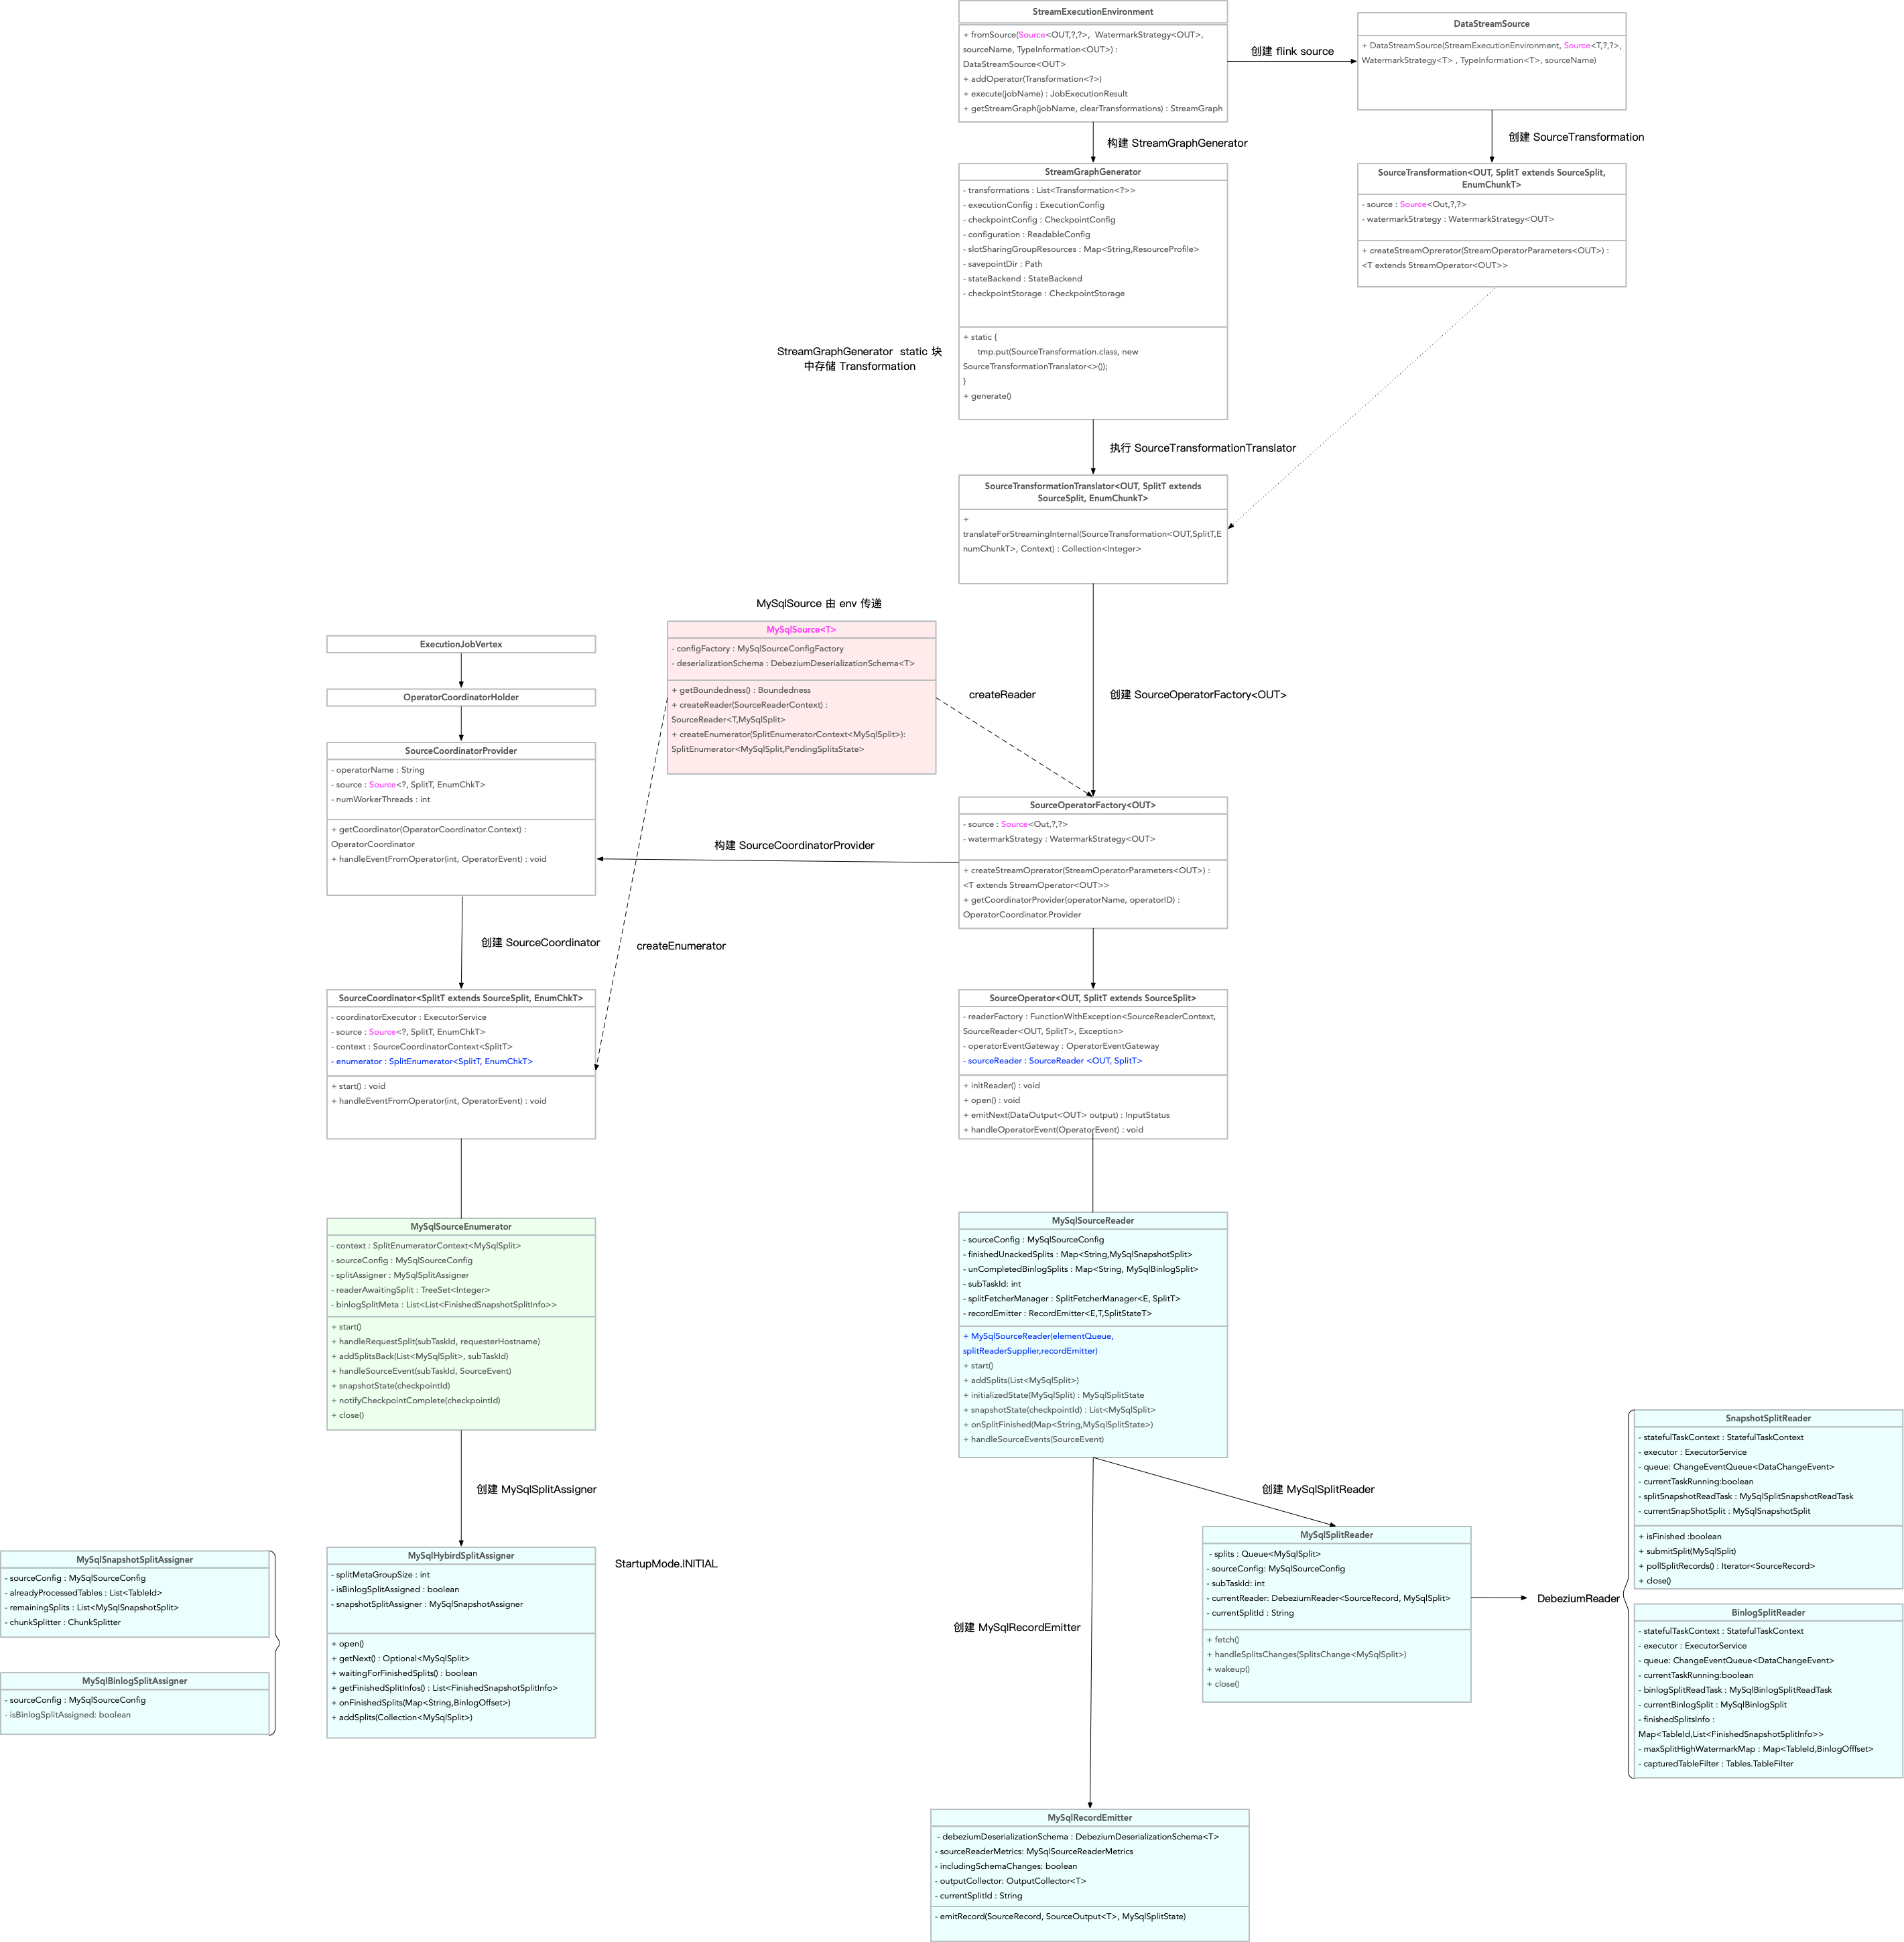 StreamExecutionEnvironment
+ fromSource(Source<OUT,?,?>,  WatermarkStrategy<OUT>,
sourceName, TypeInformation<OUT>) :
DataStreamSource<OUT>
+ addOperator(Transformation<?>)
+ execute(jobName) : JobExecutionResult
+ getStreamGraph(jobName, clearTransformations) : StreamGraph
创建 flink source
DataStreamSource
+ DataStreamSource(StreamExecutionEnvironment, Source<T,?,?>,
WatermarkStrategy<T> , TypeInformation<T>, sourceName)
构建 StreamGraphGenerator
创建 SourceTransformation
StreamGraphGenerator
- transformations : List<Transformation<?>>
- executionConfig : ExecutionConfig
- checkpointConfig : CheckpointConfig
- configuration : ReadableConfig
- slotSharingGroupResources : Map<String,ResourceProfile>
- savepointDir : Path
- stateBackend : StateBackend
- checkpointStorage : CheckpointStorage
+ static {
tmp.put(SourceTransformation.class, new
SourceTransformationTranslator<>());
}
+ generate()
SourceTransformation<OUT, SplitT extends SourceSplit,
EnumChunkT>
- source : Source<Out,?,?>
- watermarkStrategy : WatermarkStrategy<OUT>
+ createStreamOprerator(StreamOperatorParameters<OUT>) :
<T extends StreamOperator<OUT>>
StreamGraphGenerator  static 块
中存储 Transformation
执行 SourceTransformationTranslator
SourceTransformationTranslator<OUT, SplitT extends
SourceSplit, EnumChunkT>
+
translateForStreamingInternal(SourceTransformation<OUT,SplitT,E
numChunkT>, Context) : Collection<Integer>
MySqlSource 由 env 传递
MySqlSource<T>
- configFactory : MySqlSourceConfigFactory
- deserializationSchema : DebeziumDeserializationSchema<T>
+ getBoundedness() : Boundedness
+ createReader(SourceReaderContext) :
SourceReader<T,MySqlSplit>
+ createEnumerator(SplitEnumeratorContext<MySqlSplit>):
SplitEnumerator<MySqlSplit,PendingSplitsState>
createReader
创建 SourceOperatorFactory<OUT>
ExecutionJobVertex
OperatorCoordinatorHolder
SourceCoordinatorProvider
- operatorName : String
- source : Source<?, SplitT, EnumChkT>
- numWorkerThreads : int
+ getCoordinator(OperatorCoordinator.Context) :
OperatorCoordinator
+ handleEventFromOperator(int, OperatorEvent) : void
构建 SourceCoordinatorProvider
SourceOperatorFactory<OUT>
- source : Source<Out,?,?>
- watermarkStrategy : WatermarkStrategy<OUT>
+ createStreamOprerator(StreamOperatorParameters<OUT>) :
<T extends StreamOperator<OUT>>
+ getCoordinatorProvider(operatorName, operatorID) :
OperatorCoordinator.Provider
创建 SourceCoordinator
createEnumerator
SourceCoordinator<SplitT extends SourceSplit, EnumChkT>
- coordinatorExecutor : ExecutorService
- source : Source<?, SplitT, EnumChkT>
- context : SourceCoordinatorContext<SplitT>
- enumerator : SplitEnumerator<SplitT, EnumChkT>
+ start() : void
+ handleEventFromOperator(int, OperatorEvent) : void
SourceOperator<OUT, SplitT extends SourceSplit>
- readerFactory : FunctionWithException<SourceReaderContext,
SourceReader<OUT, SplitT>, Exception>
- operatorEventGateway : OperatorEventGateway
- sourceReader : SourceReader <OUT, SplitT>
+ initReader() : void
+ open() : void
+ emitNext(DataOutput<OUT> output) : InputStatus
+ handleOperatorEvent(OperatorEvent) : void
MySqlSourceEnumerator
- context : SplitEnumeratorContext<MySqlSplit>
- sourceConfig : MySqlSourceConfig
- splitAssigner : MySqlSplitAssigner
- readerAwaitingSplit : TreeSet<Integer>
- binlogSplitMeta : List<List<FinishedSnapshotSplitInfo>>
+ start()
+ handleRequestSplit(subTaskId, requesterHostname)
+ addSplitsBack(List<MySqlSplit>, subTaskId)
+ handleSourceEvent(subTaskId, SourceEvent)
+ snapshotState(checkpointId)
+ notifyCheckpointComplete(checkpointId)
+ close()
MySqlSourceReader
- sourceConfig : MySqlSourceConfig
- finishedUnackedSplits : Map<String,MySqlSnapshotSplit>
- unCompletedBinlogSplits : Map<String, MySqlBinlogSplit>
- subTaskId: int
- splitFetcherManager : SplitFetcherManager<E, SplitT>
- recordEmitter : RecordEmitter<E,T,SplitStateT>
+ MySqlSourceReader(elementQueue,
splitReaderSupplier,recordEmitter)
+ start()
+ addSplits(List<MySqlSplit>)
+ initializedState(MySqlSplit) : MySqlSplitState
+ snapshotState(checkpointId) : List<MySqlSplit>
+ onSplitFinished(Map<String,MySqlSplitState>)
+ handleSourceEvents(SourceEvent)
创建 MySqlSplitAssigner
创建 MySqlSplitReader
SnapshotSplitReader
- statefulTaskContext : StatefulTaskContext
- executor : ExecutorService
- queue: ChangeEventQueue<DataChangeEvent>
- currentTaskRunning:boolean
- splitSnapshotReadTask : MySqlSplitSnapshotReadTask
- currentSnapShotSplit : MySqlSnapshotSplit
+ isFinished :boolean
+ submitSplit(MySqlSplit)
+ pollSplitRecords() : Iterator<SourceRecord>
+ close()
MySqlSnapshotSplitAssigner
- sourceConfig : MySqlSourceConfig
- alreadyProcessedTables : List<TableId>
- remainingSplits : List<MySqlSnapshotSplit>
- chunkSplitter : ChunkSplitter
MySqlBinlogSplitAssigner
- sourceConfig : MySqlSourceConfig
- isBinlogSplitAssigned: boolean
MySqlHybirdSplitAssigner
- splitMetaGroupSize : int
- isBinlogSplitAssigned : boolean
- snapshotSplitAssigner : MySqlSnapshotAssigner
+ open()
+ getNext() : Optional<MySqlSplit>
+ waitingForFinishedSplits() : boolean
+ getFinishedSplitInfos() : List<FinishedSnapshotSplitInfo>
+ onFinishedSplits(Map<String,BinlogOffset>)
+ addSplits(Collection<MySqlSplit>)
StartupMode.INITIAL
创建 MySqlRecordEmitter
MySqlSplitReader
- splits : Queue<MySqlSplit>
- sourceConfig: MySqlSourceConfig
- subTaskId: int
- currentReader: DebeziumReader<SourceRecord, MySqlSplit>
- currentSplitId : String
+ fetch()
+ handleSplitsChanges(SplitsChange<MySqlSplit>)
+ wakeup()
+ close()
DebeziumReader
BinlogSplitReader
- statefulTaskContext : StatefulTaskContext
- executor : ExecutorService
- queue: ChangeEventQueue<DataChangeEvent>
- currentTaskRunning:boolean
- binlogSplitReadTask : MySqlBinlogSplitReadTask
- currentBinlogSplit : MySqlBinlogSplit
- finishedSplitsInfo :
Map<TableId,List<FinishedSnapshotSplitInfo>>
- maxSplitHighWatermarkMap : Map<TableId,BinlogOfffset>
- capturedTableFilter : Tables.TableFilter
MySqlRecordEmitter
- debeziumDeserializationSchema : DebeziumDeserializationSchema<T>
- sourceReaderMetrics: MySqlSourceReaderMetrics
- includingSchemaChanges: boolean
- outputCollector: OutputCollector<T>
- currentSplitId : String
- emitRecord(SourceRecord, SourceOutput<T>, MySqlSplitState)